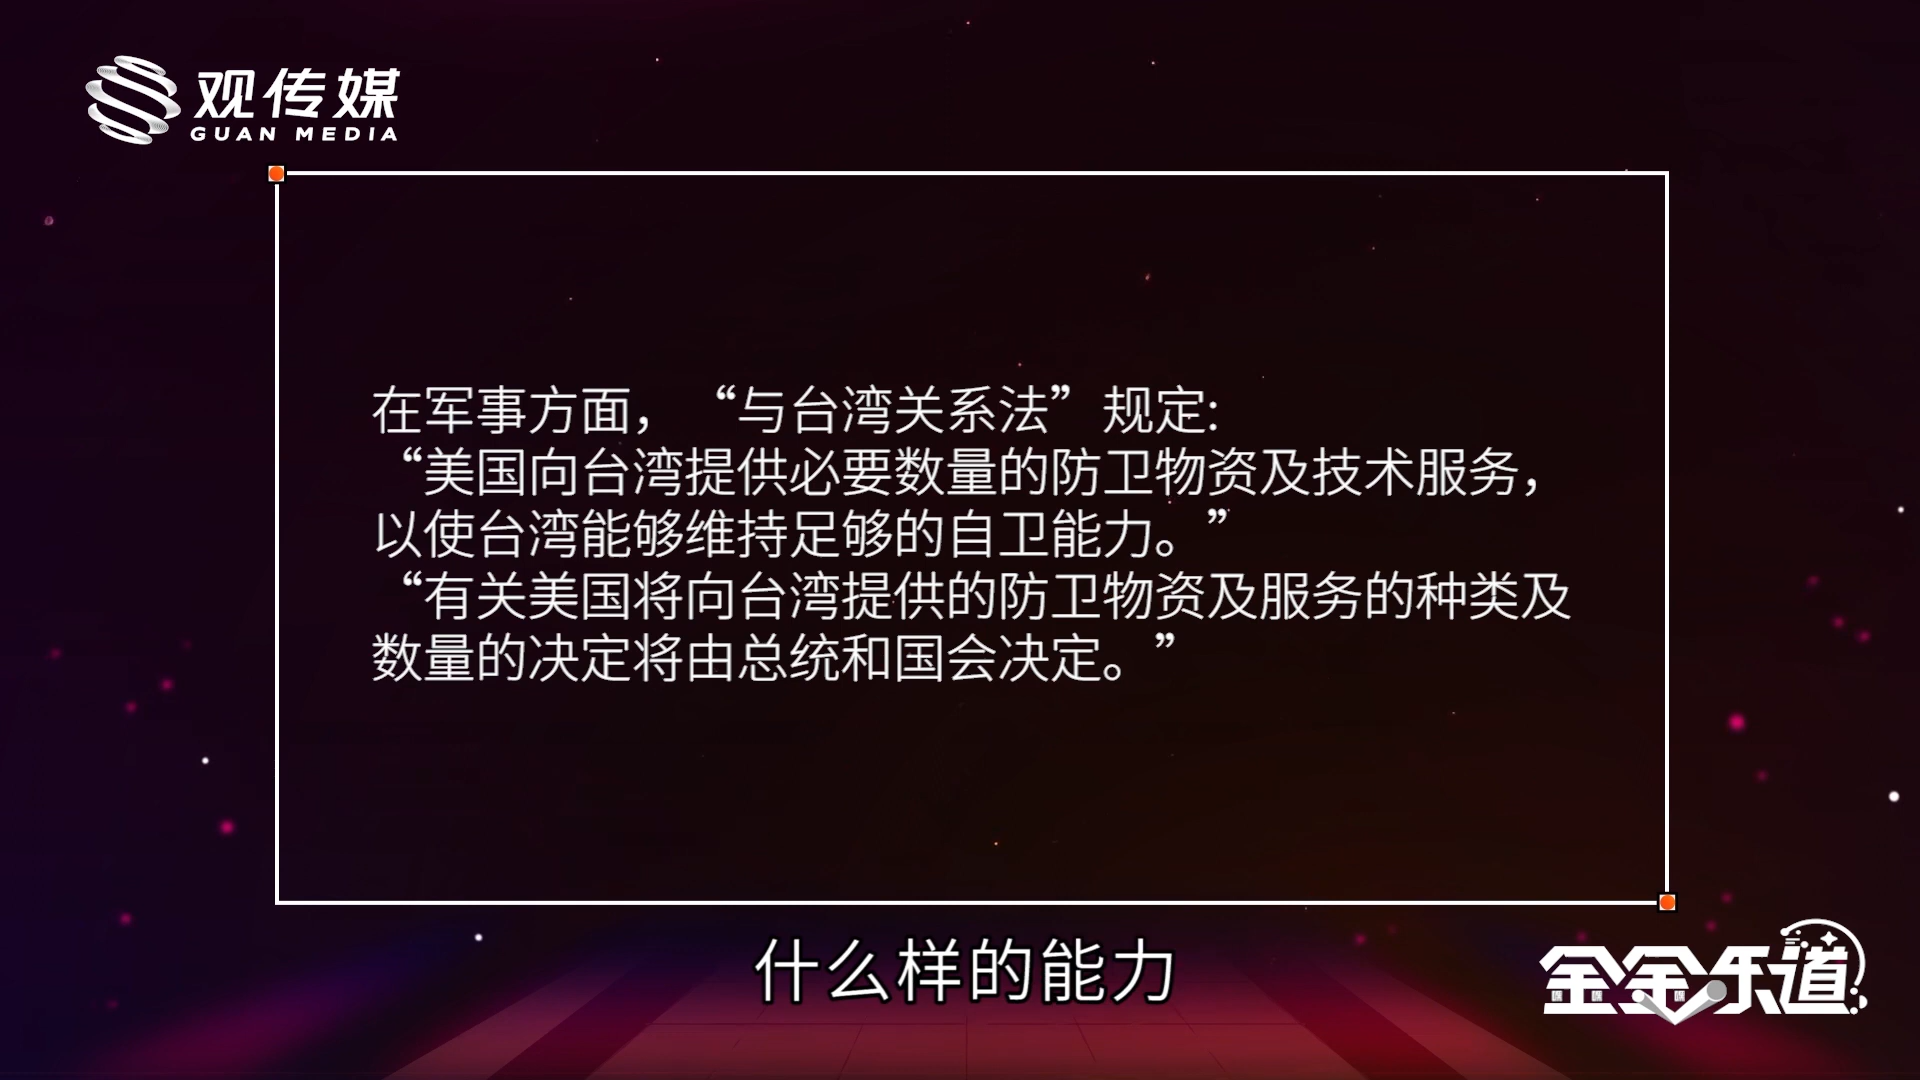 观传媒
GUAN MEDIA
在军事方面，“与台湾关系法”规定:
“美国向台湾提供必要数量的防卫物资及技术服务，
以使台湾能够维持足够的自卫能力。”
“有关美国将向台湾提供的防卫物资及服务的种类及
数量的决定将由总统和国会决定。”
什么样的能力
金金乐道